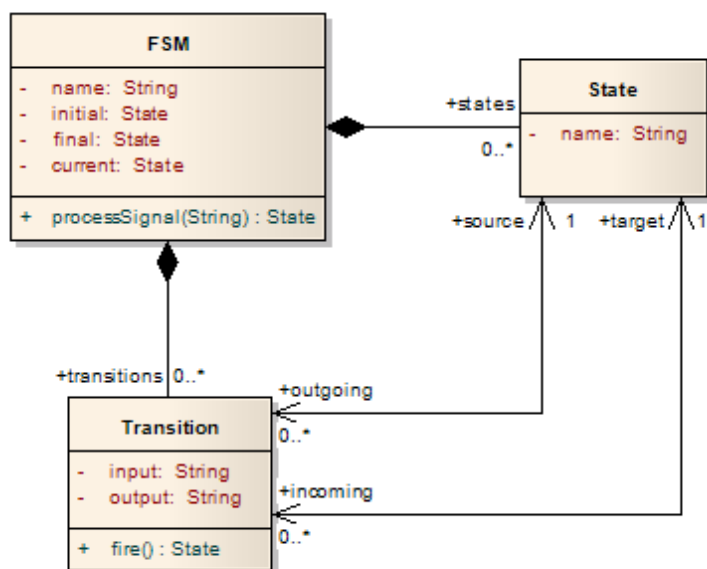 FSM
- name: String
- initial: State
- final: State
- current: State
+ processSignal(String) : State
+states
0..*
State
- name: String
+source 1
+target 1
+transitions 0..*
+outgoing
0..*
+incoming
0..*
Transition
- input: String
- output: String
+ fire() : State